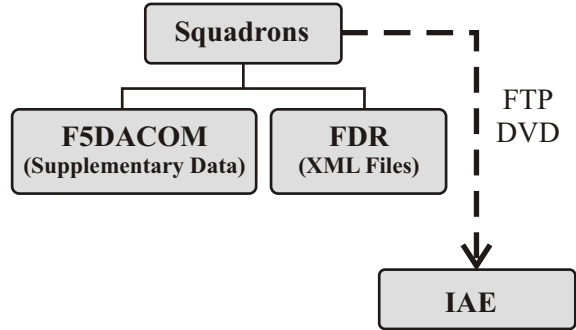 Squadrons
FTP
DVD
F5DACOM
(Supplementary Data)
FDR
(XML Files)
IAE